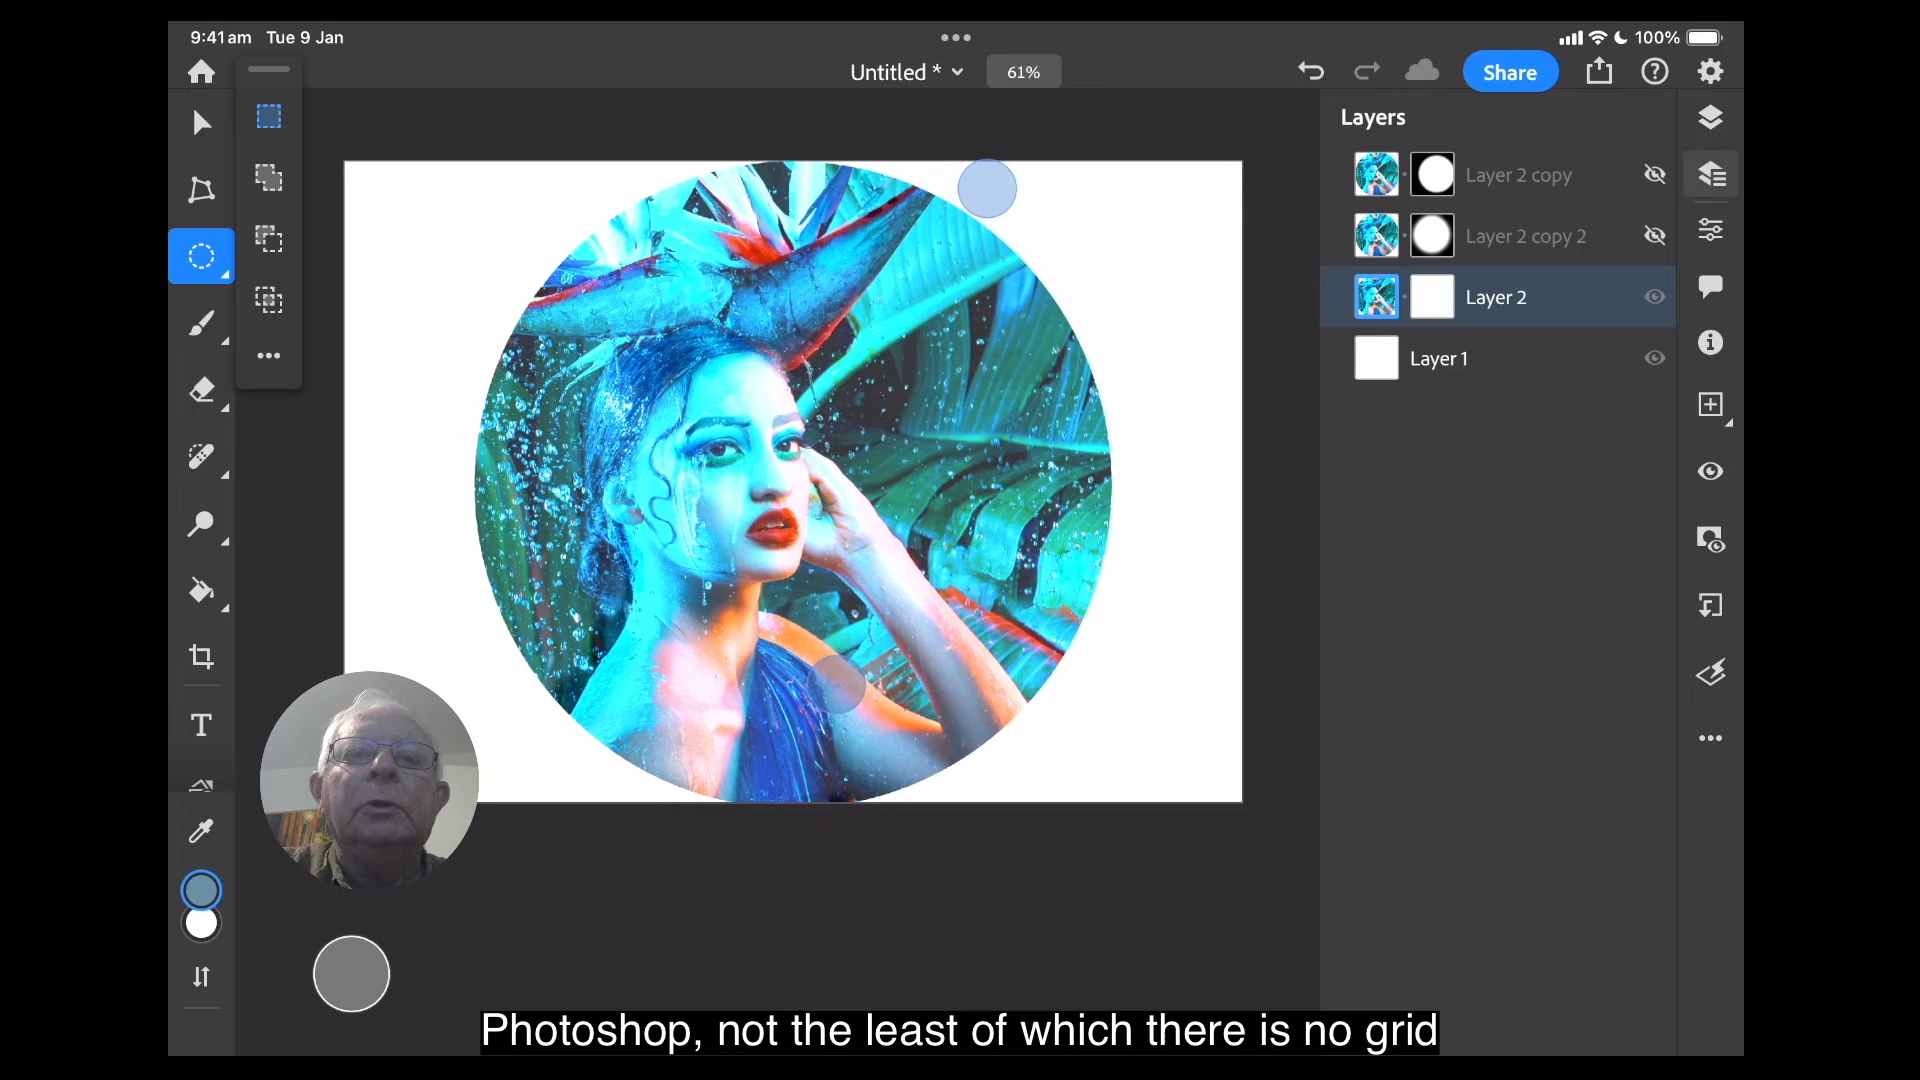 9:41am Tue 9 Jan
100%
Untitled *
61%
Share
Layers
Layer 2 copy
Layer 2 copy 2
Layer 2
Layer 1
T
Photoshop, not the least of which there is no grid